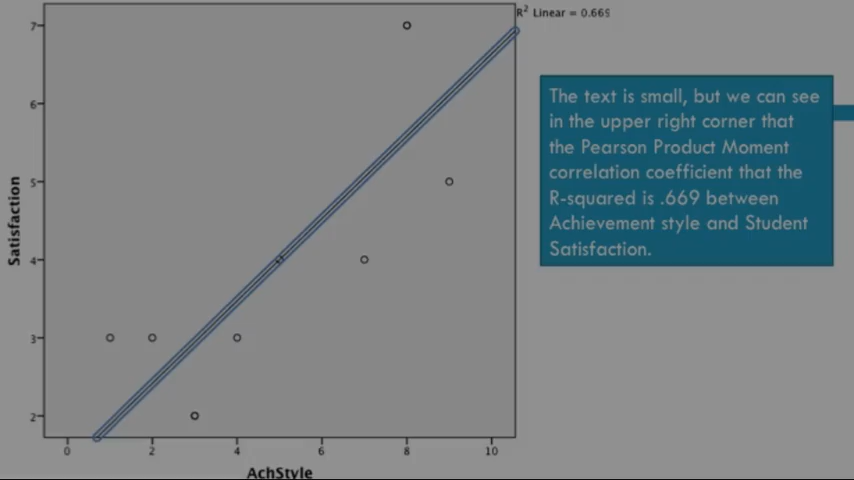 R² Linear = 0.669
7
6
5
4
3
2
Satisfaction
0 2 4 6 8 10
AchStyle
The text is small, but we can see
in the upper right corner that
the Pearson Product Moment
correlation coefficient that the
R-squared is .669 between
Achievement style and Student
Satisfaction.